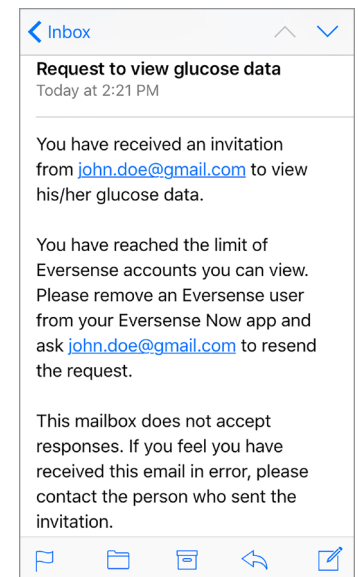 Inbox
Request to view glucose data
Today at 2:21 PM
You have received an invitation
from john.doe@gmail.com to view
his/her glucose data.
You have reached the limit of
Eversense accounts you can view.
Please remove an Eversense user
from your Eversense Now app and
ask john.doe@gmail.com to resend
the request.
This mailbox does not accept
responses. If you feel you have
received this email in error, please
contact the person who sent the
invitation.